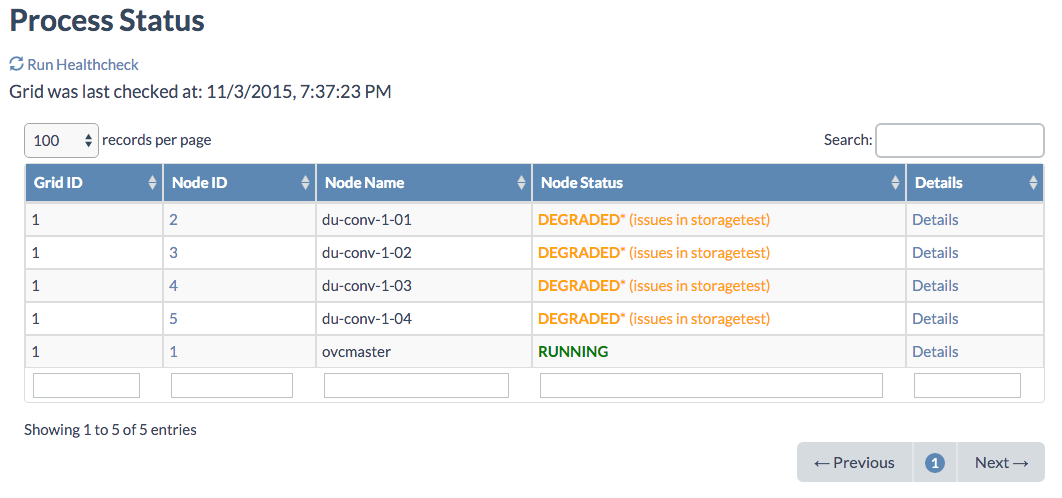 Process Status
Run Healthcheck
Grid was last checked at: 11/3/2015, 7:37:23 PM
100 records per page Search:
Grid ID Node ID Node Name Node Status Details
1 2 du-conv-1-01 DEGRADED* (issues in storagetest) Details
1 3 du-conv-1-02 DEGRADED* (issues in storagetest) Details
1 4 du-conv-1-03 DEGRADED* (issues in storagetest) Details
1 5 du-conv-1-04 DEGRADED* (issues in storagetest) Details
1 1 ovcmaster RUNNING Details
Showing 1 to 5 of 5 entries
← Previous 1 Next →